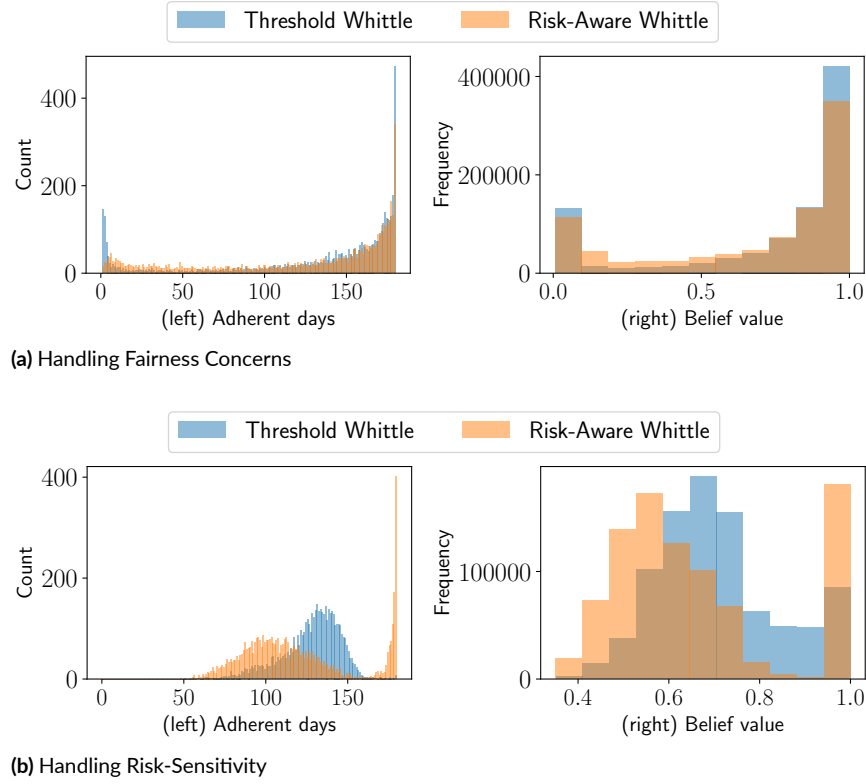 Threshold Whittle Risk-Aware Whittle
400
200
0
Count
0 50 100 150
(left) Adherent days
400000
200000
0
Frequency
0.0 0.5 1.0
(right) Belief value
(a) Handling Fairness Concerns
Threshold Whittle Risk-Aware Whittle
400
200
0
Count
0 50 100 150
(left) Adherent days
100000
0
Frequency
0.4 0.6 0.8 1.0
(right) Belief value
(b) Handling Risk-Sensitivity